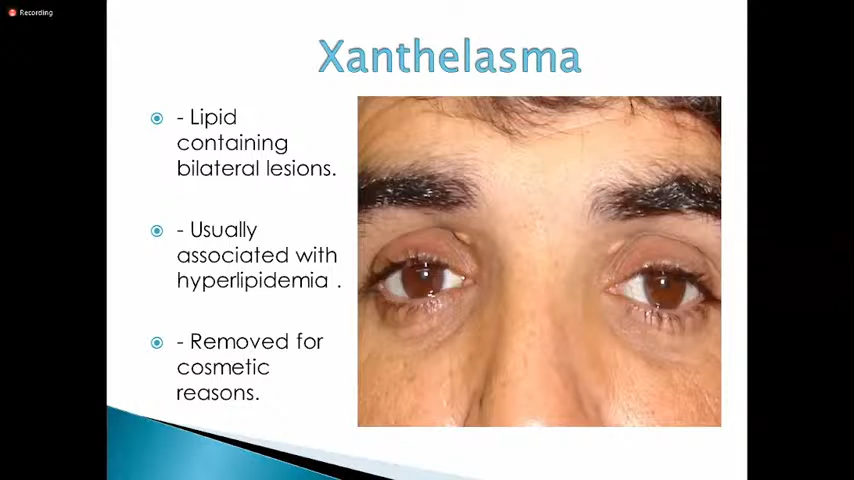 Recording
Xanthelasma
- Lipid
containing
bilateral lesions.
- Usually
associated with
hyperlipidemia .
- Removed for
cosmetic
reasons.